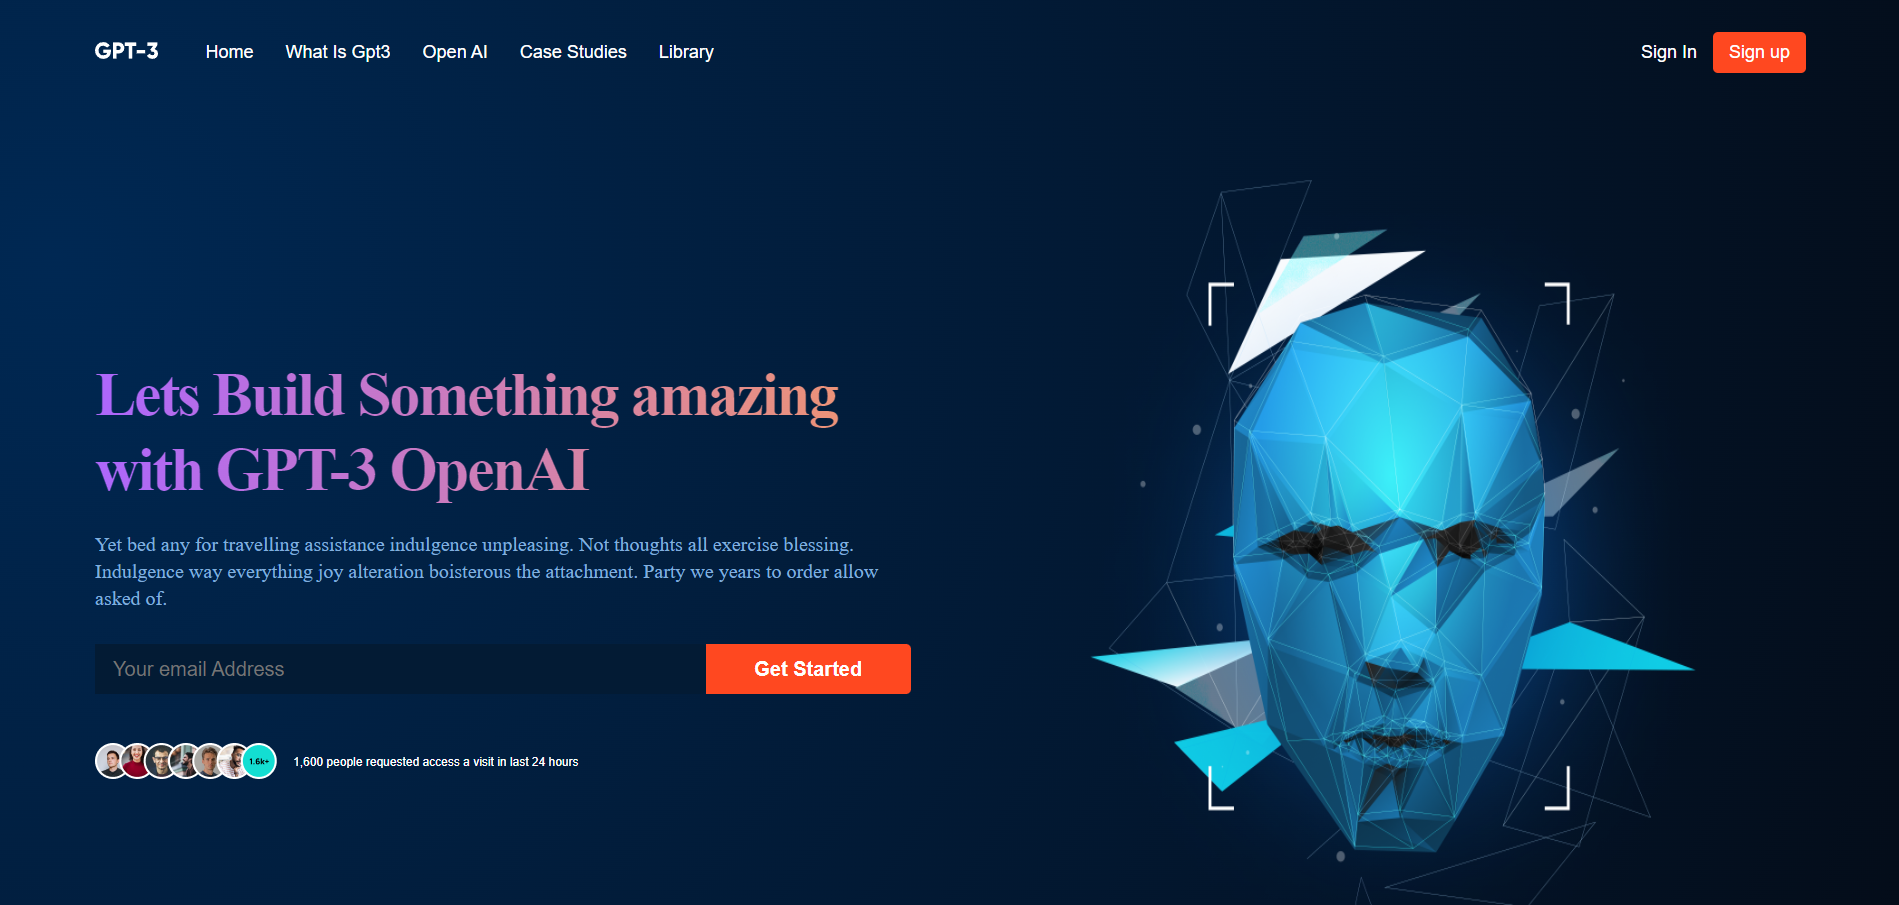 GPT-3 Home What Is Gpt3 Open AI Case Studies Library Sign In Sign up
Lets Build Something amazing
with GPT-3 OpenAI
Yet bed any for travelling assistance indulgence unpleasing. Not thoughts all exercise blessing.
Indulgence way everything joy alteration boisterous the attachment. Party we years to order allow
asked of.
Your email Address Get Started
1.6k+ 1,600 people requested access a visit in last 24 hours